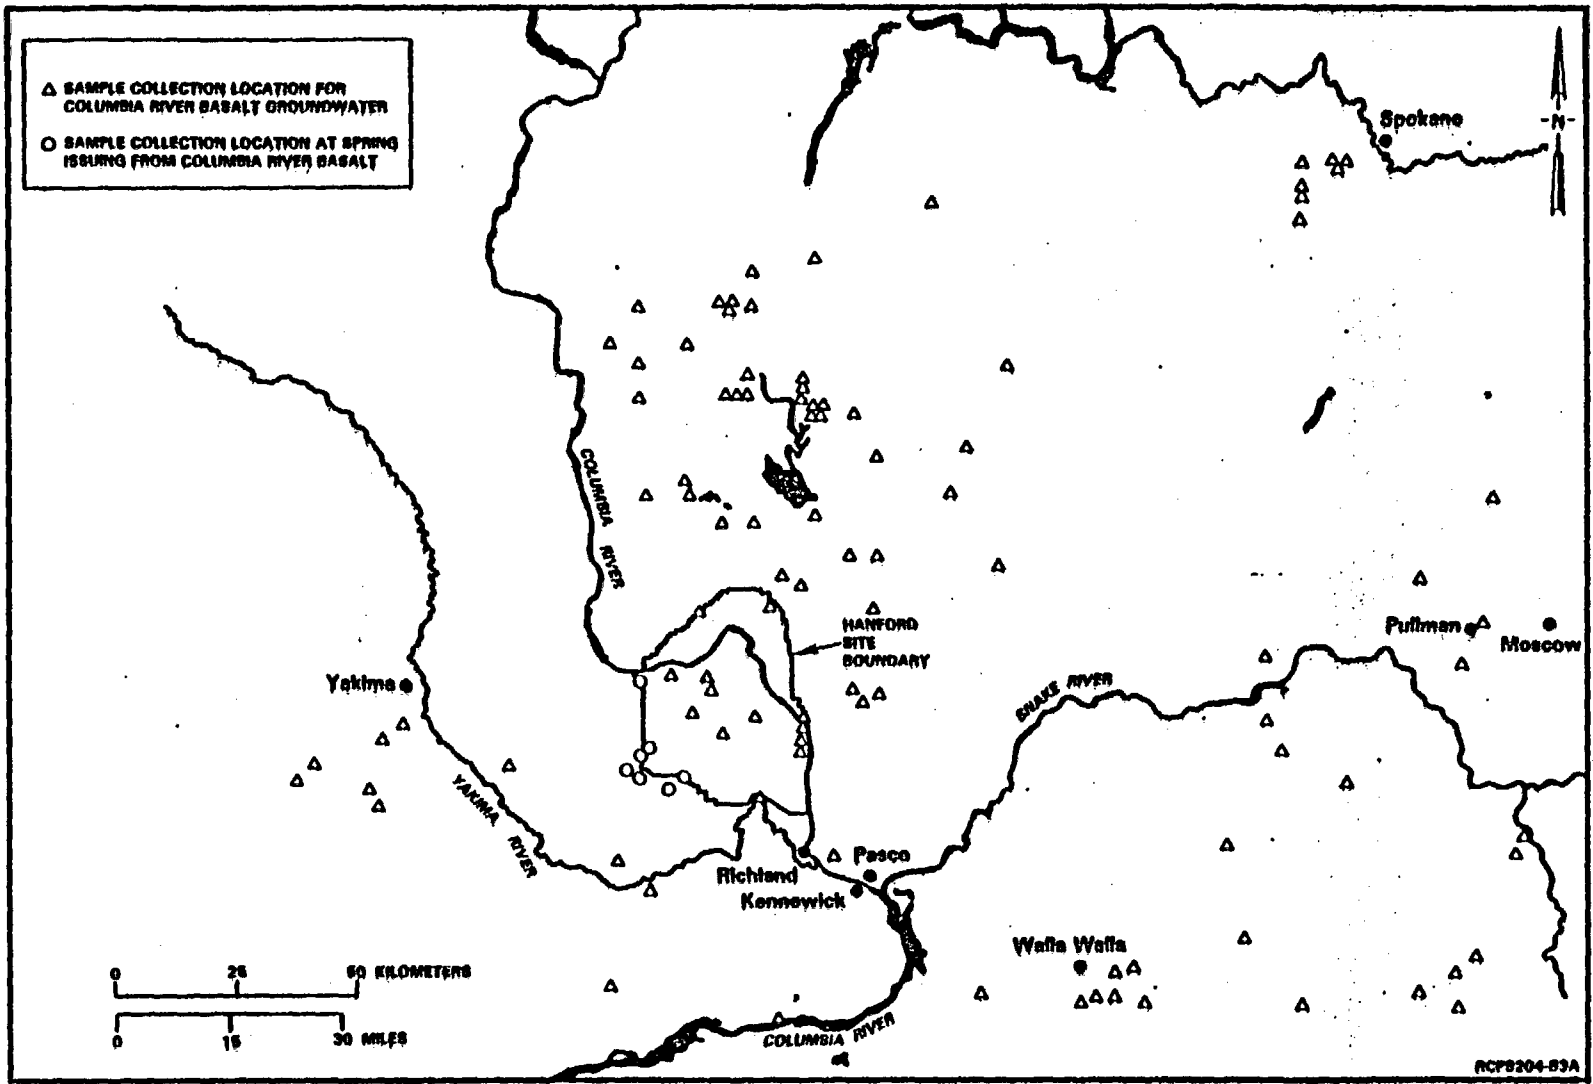 SAMPLE COLLECTION LOCATION FOR
COLUMBIA RIVER BASALT GROUNDWATER
SAMPLE COLLECTION LOCATION AT SPRING
ISSUING FROM COLUMBIA RIVER BASALT
Spokane
-N-
COLUMBIA RIVER
HANFORD
SITE
BOUNDARY
Pullman
Moscow
Yakima
SNAKE RIVER
YAKIMA RIVER
Richland
Pasco
Kennewick
Walla Walla
0 25 50 KILOMETERS
0 15 30 MILES
COLUMBIA RIVER
RCP8204-93A